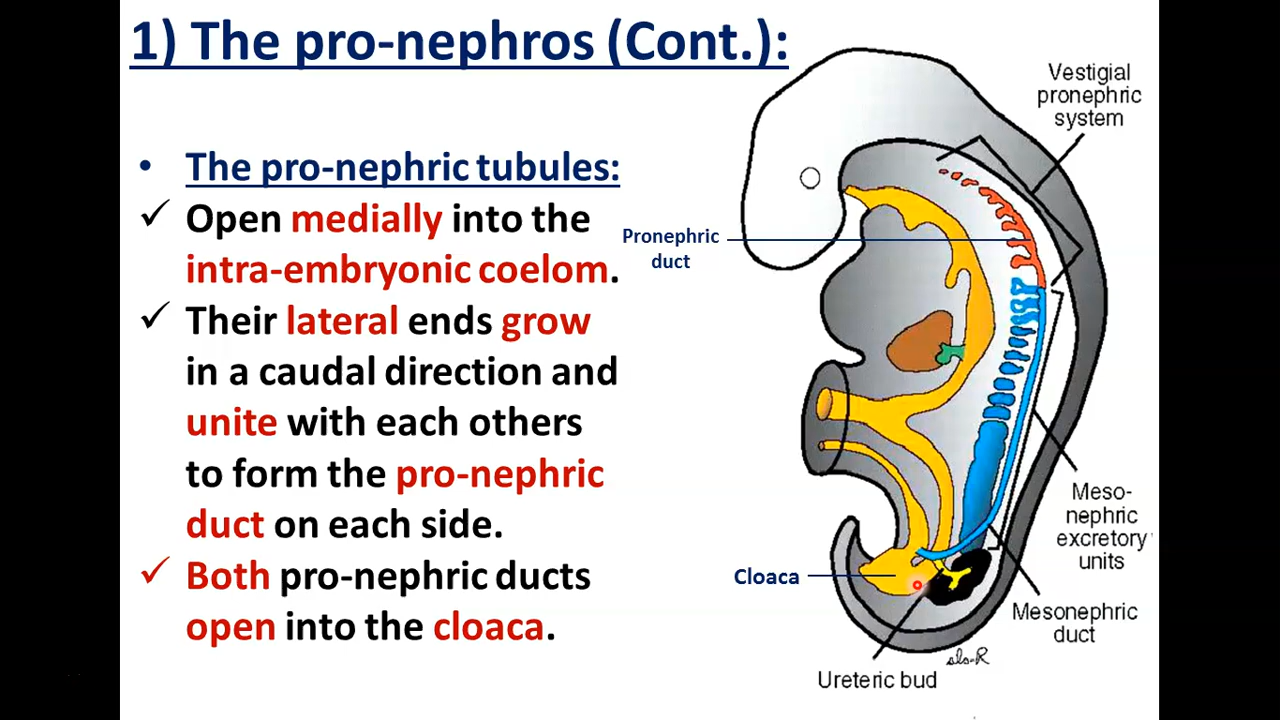 1) The pro-nephros (Cont.):
• The pro-nephric tubules:
✓ Open medially into the
intra-embryonic coelom.
✓ Their lateral ends grow
in a caudal direction and
unite with each others
to form the pro-nephric
duct on each side.
✓ Both pro-nephric ducts
open into the cloaca.
Vestigial
pronephric
system
Pronephric
duct
Meso-
nephric
excretory
units
Cloaca
Mesonephric
duct
Ureteric bud